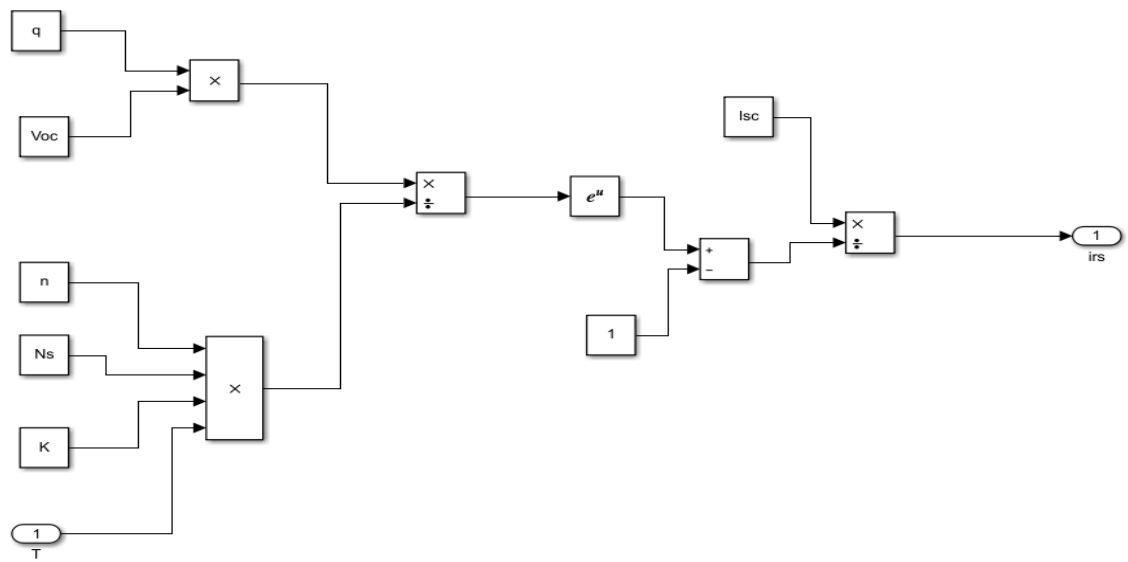 q
×
Voc
Isc
×
÷
e^u
×
÷
1
irs
+
−
n
1
Ns
×
K
1
T